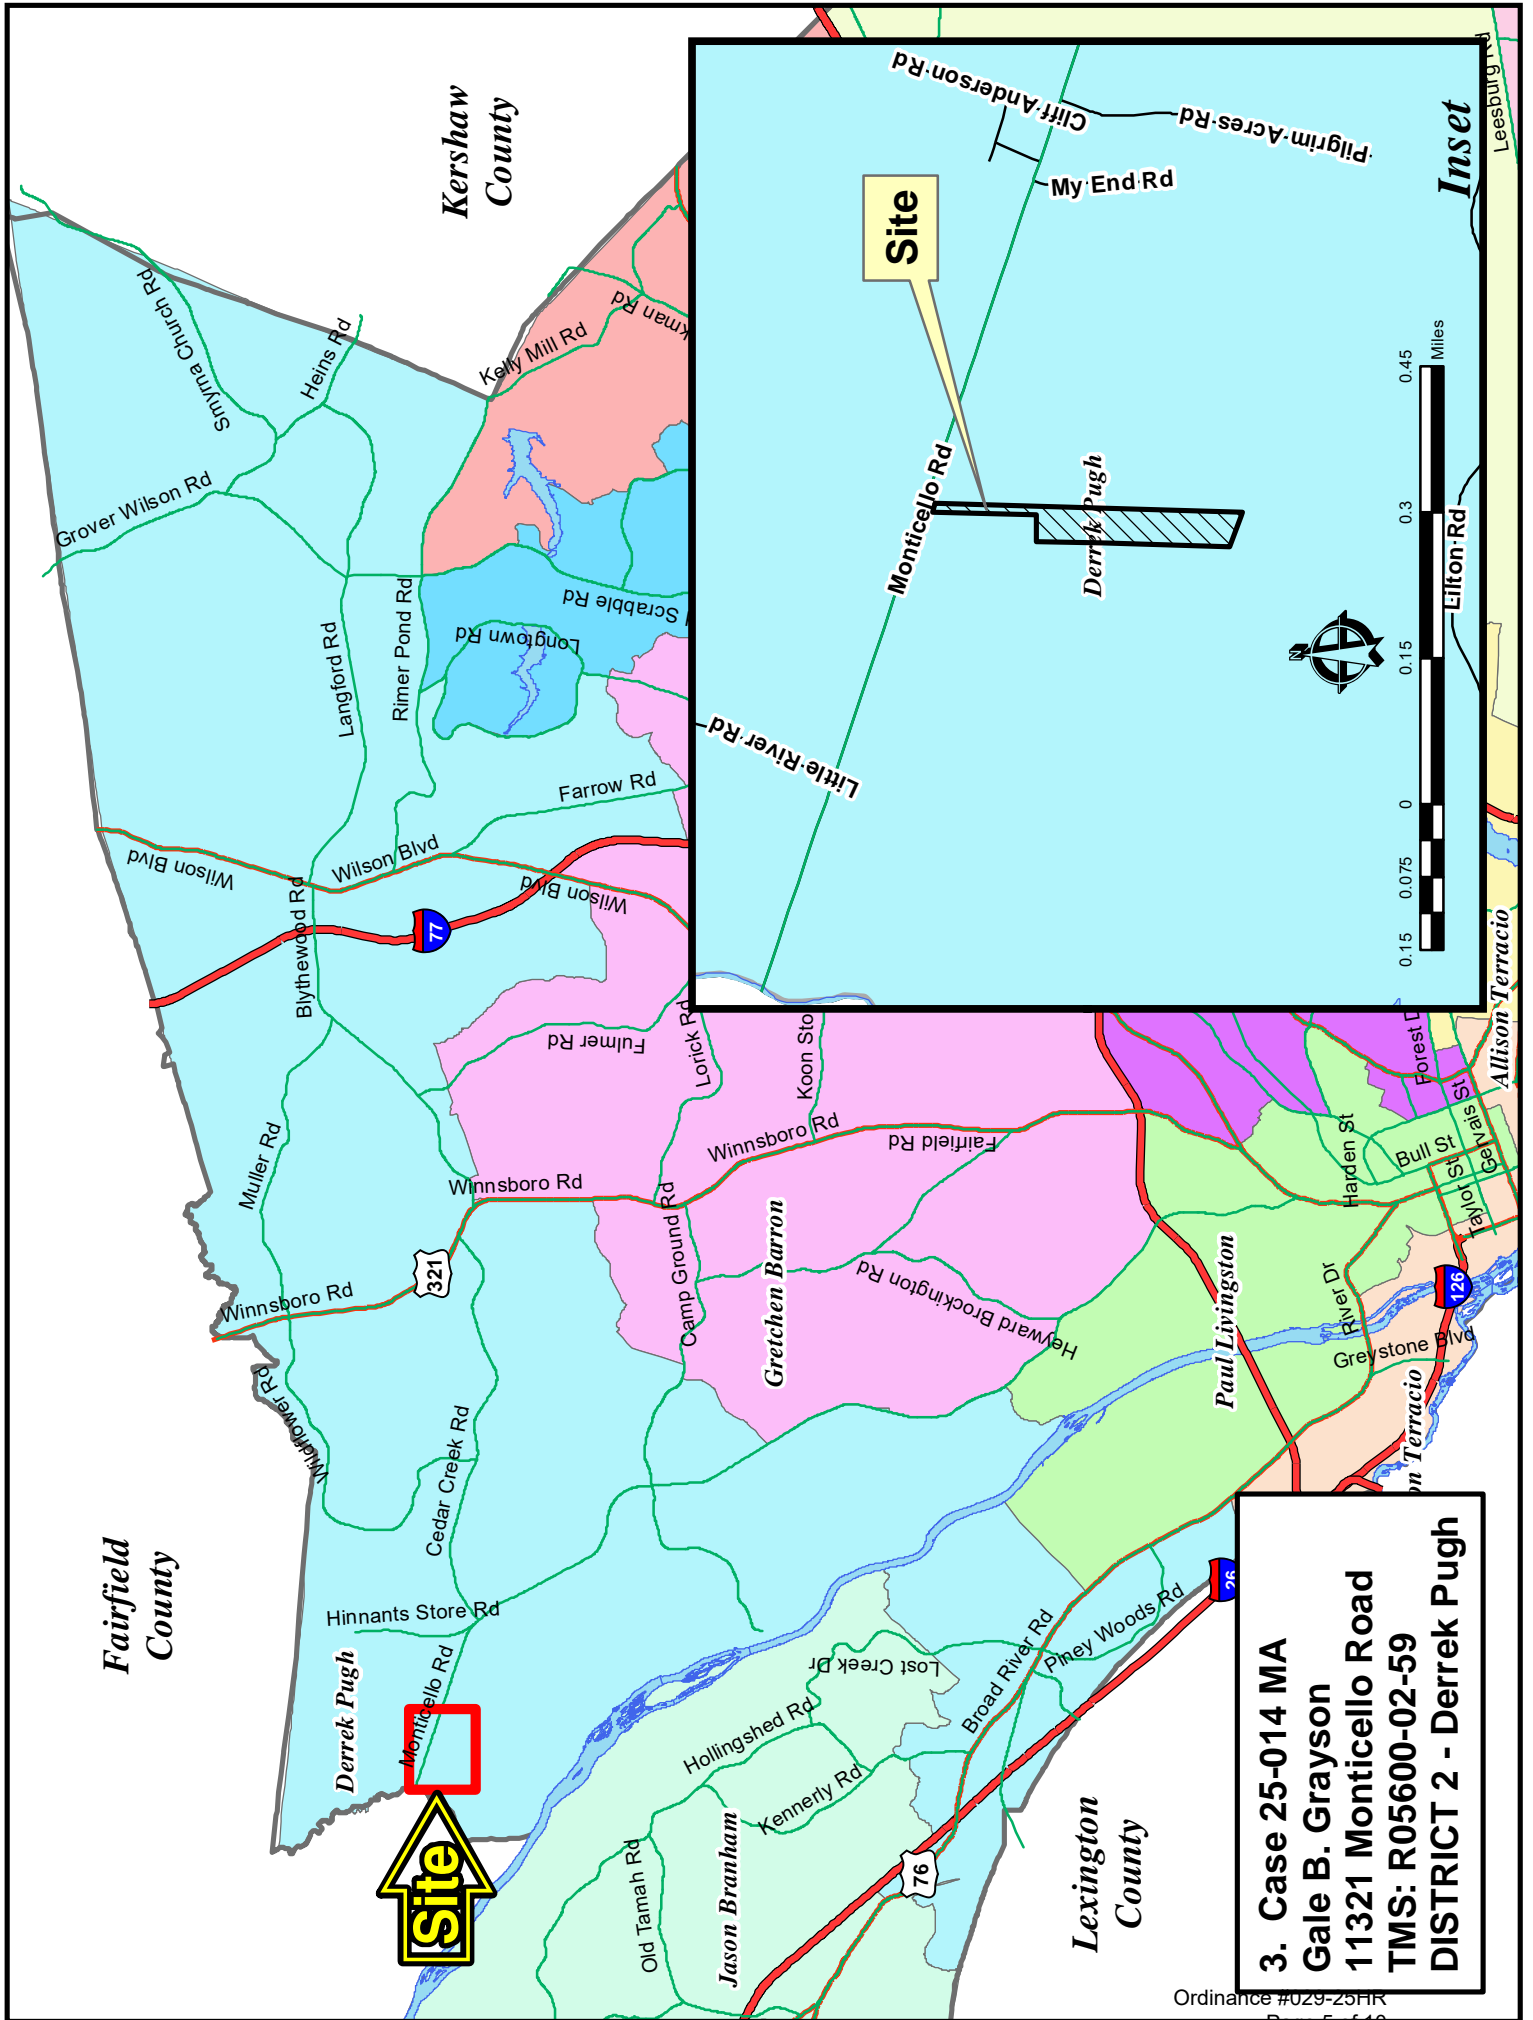 Fairfield
County
Kershaw
County
Lexington
County
Smyrna Church Rd
Heins Rd
Grover Wilson Rd
Kelly Mill Rd
Langford Rd
Rimer Pond Rd
Longtown Rd
Scrabble Rd
Farrow Rd
Wilson Blvd
Wilson Blvd
Wilson Blvd
Blythewood Rd
77
Fulmer Rd
Lorick Rd
Koon Sto
Muller Rd
Winnsboro Rd
Winnsboro Rd
Winnsboro Rd
321
Fairfield Rd
Camp Ground Rd
Gretchen Barron
Heyward Brockington Rd
Wildflower Rd
Cedar Creek Rd
Hinnants Store Rd
Derrek Pugh
Monticello Rd
Site
Paul Livingston
Harden St
Bull St
Taylor St
Gervais St
River Dr
Greystone Blvd
126
Allison Terracio
on Terracio
Leesburg Rd
Lost Creek Dr
Hollingshed Rd
Kennerly Rd
Broad River Rd
Piney Woods Rd
26
76
Old Tamah Rd
Jason Branham
Inset
Cliff Anderson Rd
Pilgrim Acres Rd
My End Rd
Site
Monticello Rd
Derrek Pugh
Little River Rd
Lilton Rd
N
0.15 0.075 0 0.15 0.3 0.45
Miles
3. Case 25-014 MA
Gale B. Grayson
11321 Monticello Road
TMS: R05600-02-59
DISTRICT 2 - Derrek Pugh
Ordinance #029-25HR